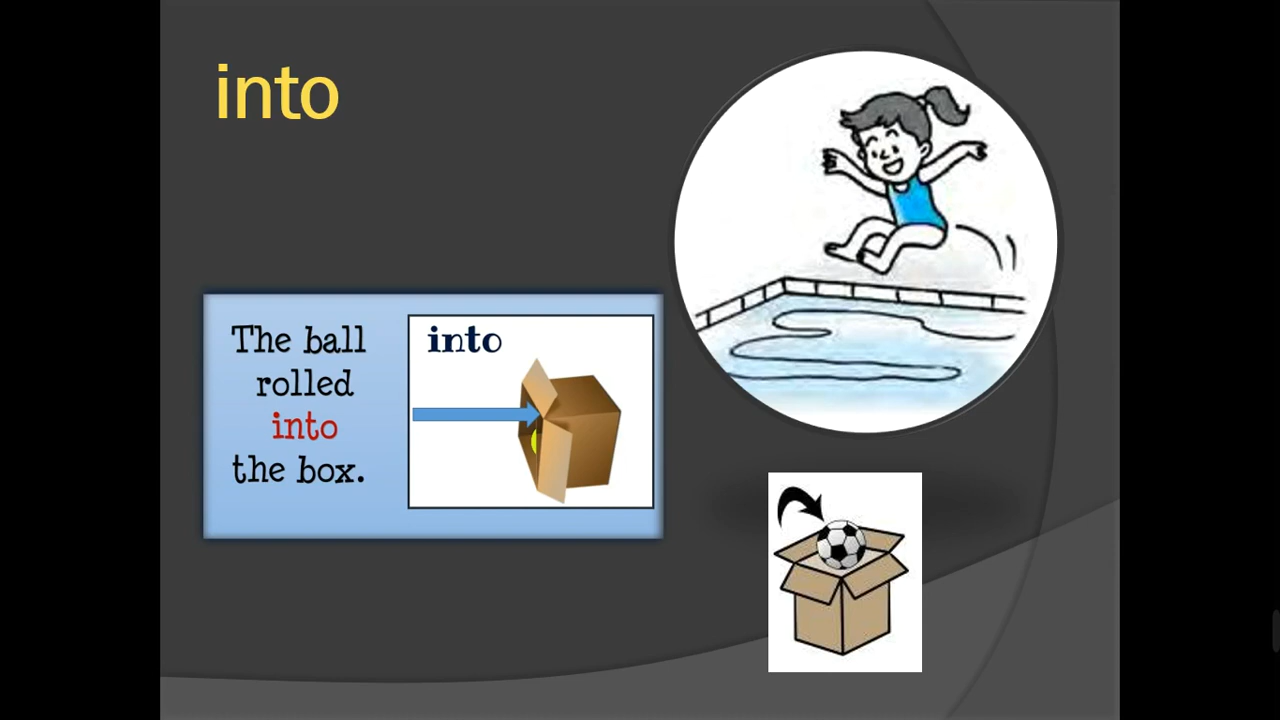 into
The ball
rolled
into
the box.
into